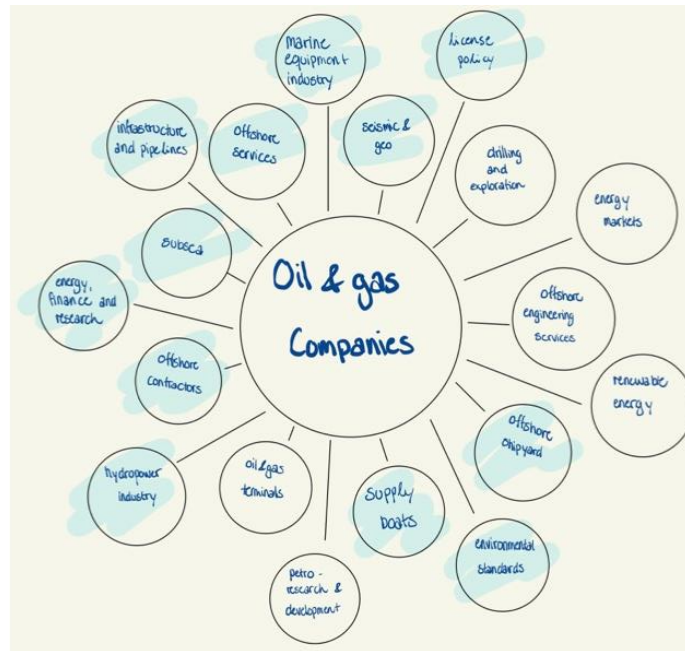 marine
equipment
industry
license
policy
infrastructure
and pipelines
offshore
services
seismic &
geo
drilling
and
exploration
energy
markets
subsea
Oil & gas
Companies
energy,
finance and
research
offshore
engineering
services
offshore
contractors
renewable
energy
offshore
shipyard
hydropower
industry
oil & gas
terminals
supply
boats
environmental
standards
petro-
research &
development